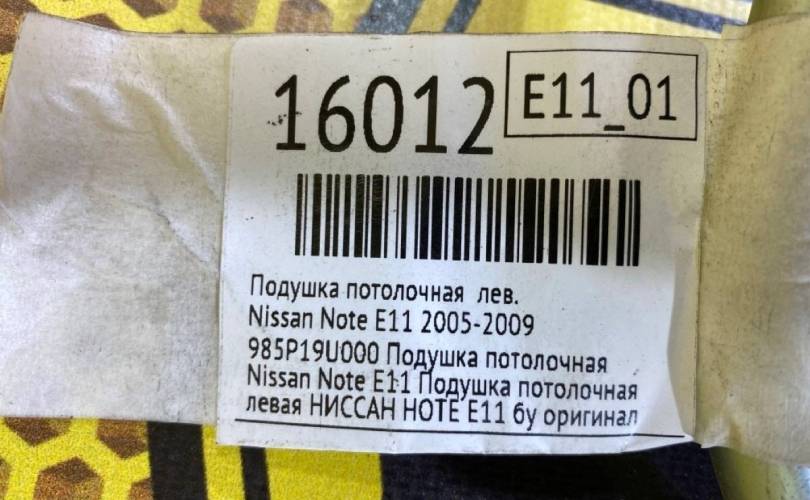 16012
E11_01
Подушка потолочная лев.
Nissan Note E11 2005-2009
985P19U000 Подушка потолочная
Nissan Note E11 Подушка потолочная
левая НИССАН НОТЕ Е11 бу оригинал